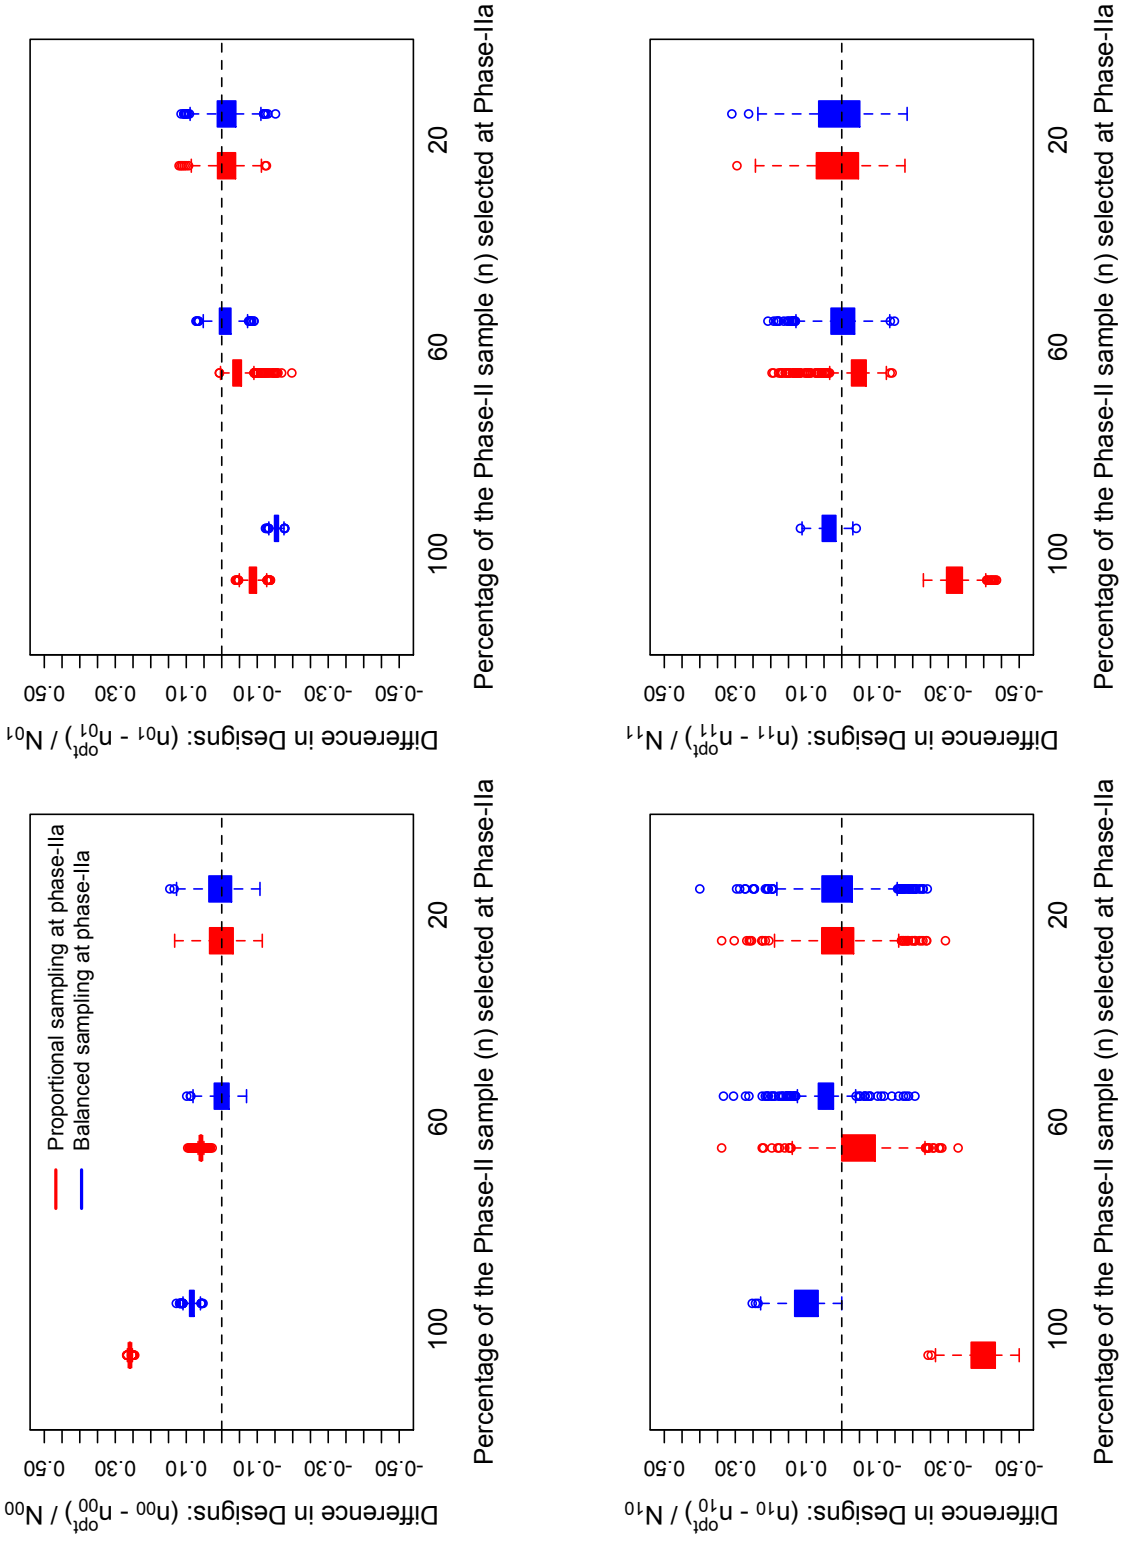 Proportional sampling at phase-IIa
Balanced sampling at phase-IIa
0.50
0.30
0.10
-0.10
-0.30
-0.50
Difference in Designs: (n₀₀ - n₀₀ᵒᵖᵗ) / N₀₀
100 60 20
Percentage of the Phase-II sample (n) selected at Phase-IIa
0.50
0.30
0.10
-0.10
-0.30
-0.50
Difference in Designs: (n₀₁ - n₀₁ᵒᵖᵗ) / N₀₁
100 60 20
Percentage of the Phase-II sample (n) selected at Phase-IIa
0.50
0.30
0.10
-0.10
-0.30
-0.50
Difference in Designs: (n₁₀ - n₁₀ᵒᵖᵗ) / N₁₀
100 60 20
Percentage of the Phase-II sample (n) selected at Phase-IIa
0.50
0.30
0.10
-0.10
-0.30
-0.50
Difference in Designs: (n₁₁ - n₁₁ᵒᵖᵗ) / N₁₁
100 60 20
Percentage of the Phase-II sample (n) selected at Phase-IIa